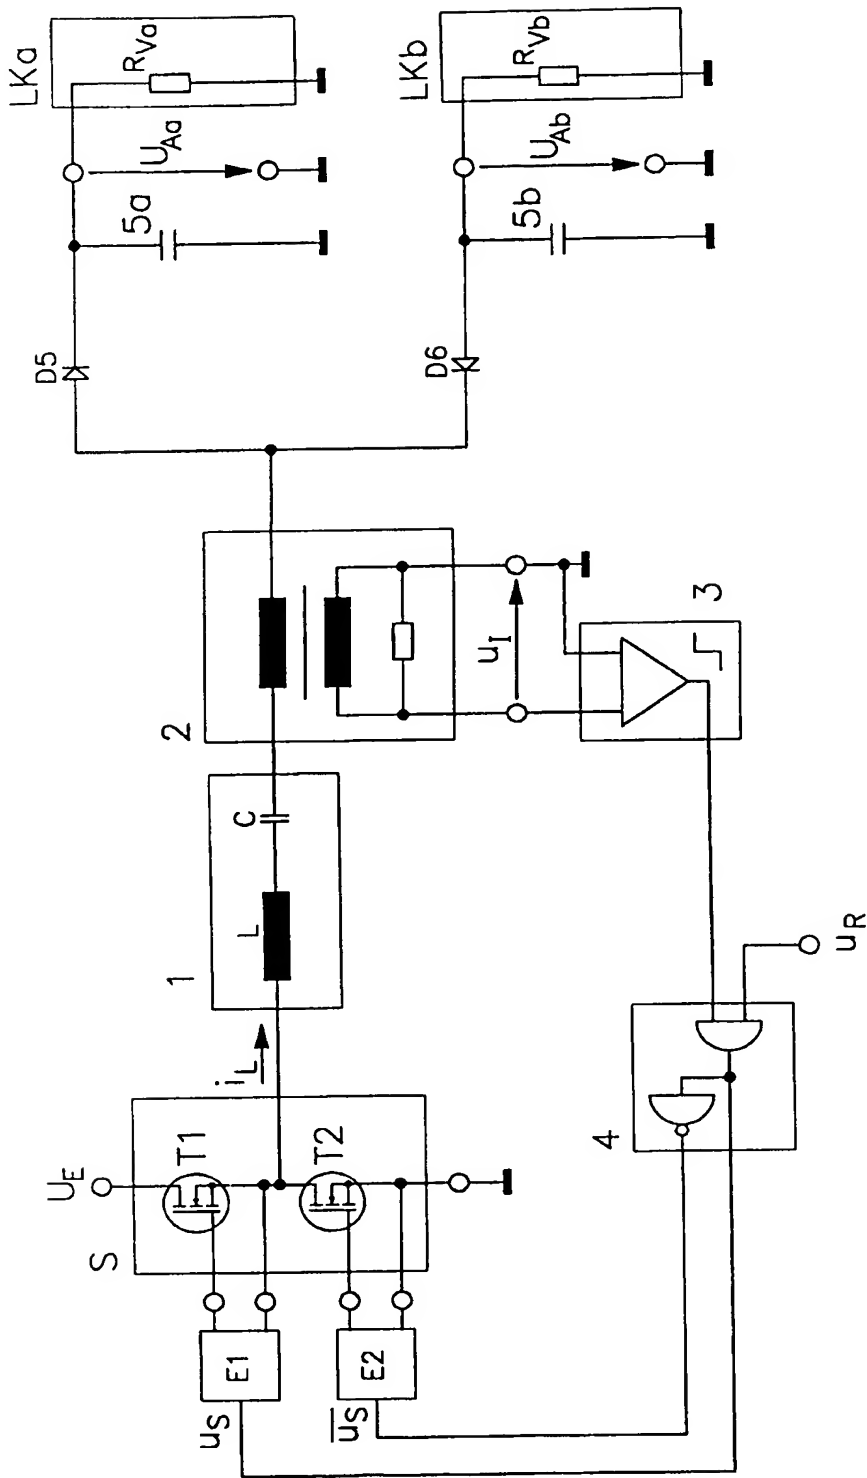 LKa
R_Va
U_Aa
5a
D5
LKb
R_Vb
U_Ab
5b
D6
2
u_I
3
1
L
C
i_L
S
U_E
T1
T2
E1
E2
u_S
u̅_S
4
u_R